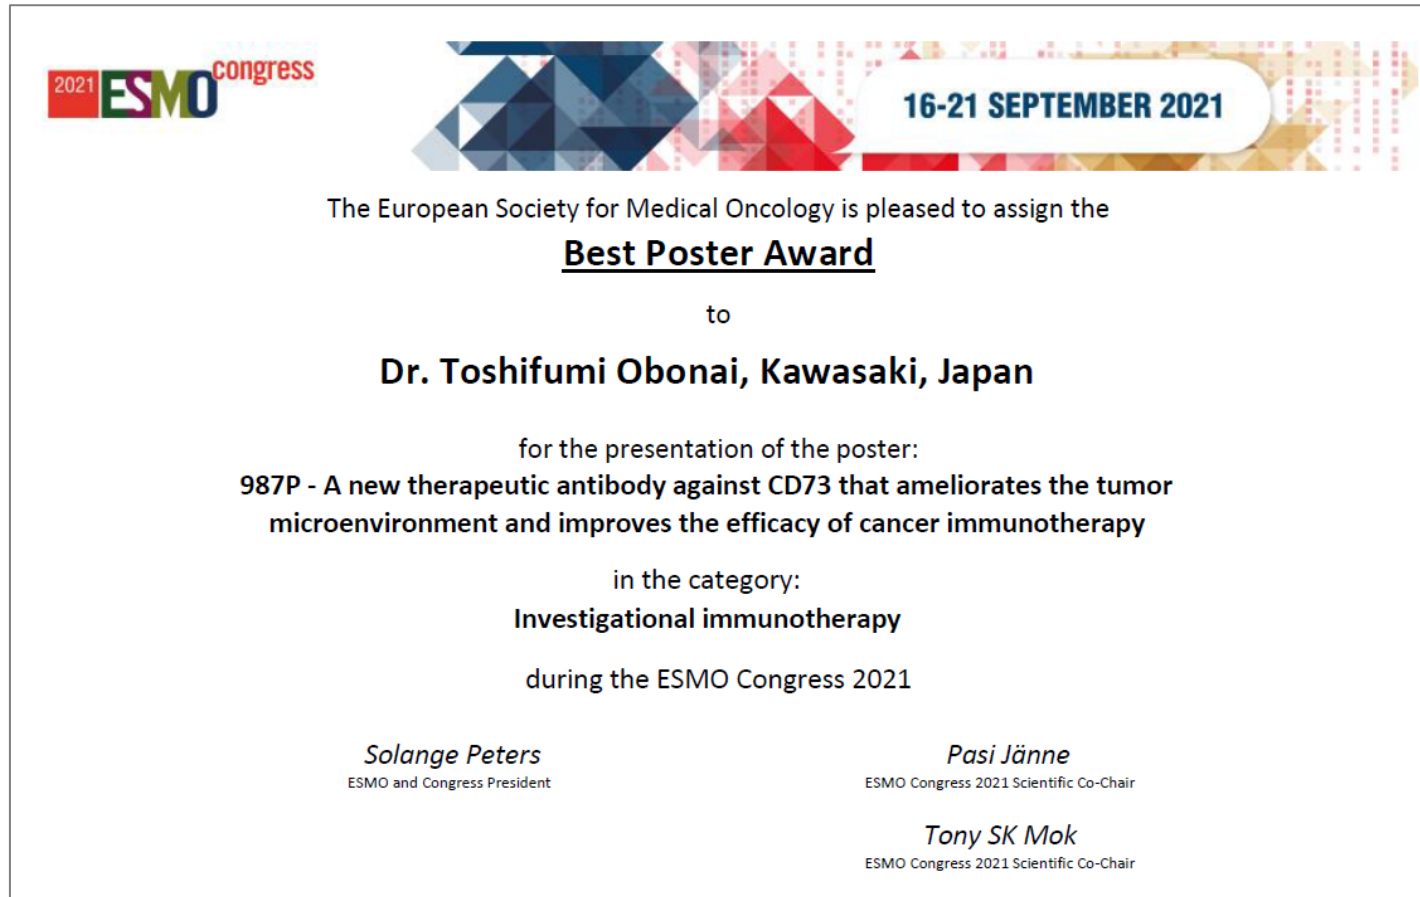 2021 ESMO congress
16-21 SEPTEMBER 2021
The European Society for Medical Oncology is pleased to assign the
Best Poster Award
to
Dr. Toshifumi Obonai, Kawasaki, Japan
for the presentation of the poster:
987P - A new therapeutic antibody against CD73 that ameliorates the tumor
microenvironment and improves the efficacy of cancer immunotherapy
in the category:
Investigational immunotherapy
during the ESMO Congress 2021
Solange Peters
ESMO and Congress President
Pasi Jänne
ESMO Congress 2021 Scientific Co-Chair
Tony SK Mok
ESMO Congress 2021 Scientific Co-Chair